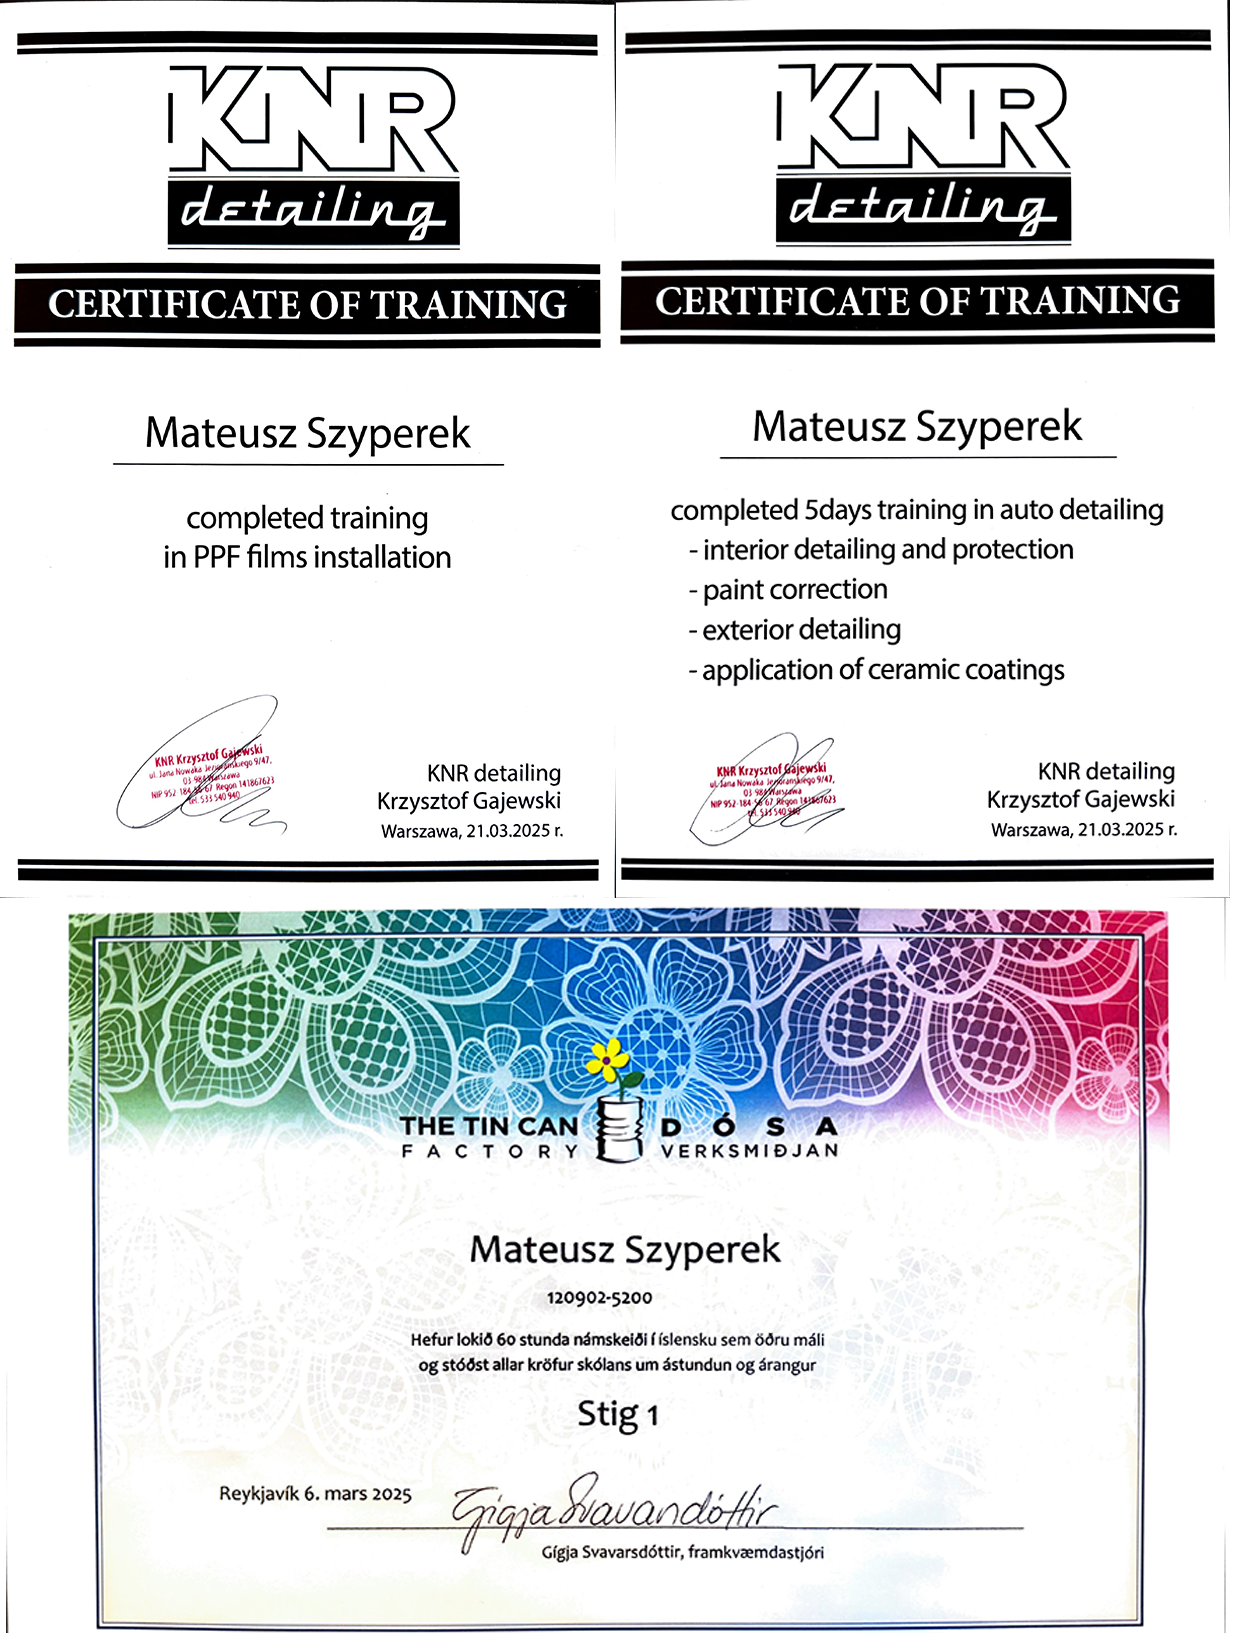 KNR
detailing
CERTIFICATE OF TRAINING
Mateusz Szyperek
completed training
in PPF films installation
KNR Krzysztof Gajewski
ul. Jana Nowaka Jeziorańskiego 9/47,
03 984 Warszawa
NIP 952-184-56 67 Regon 141867623
tel. 533 540 940
KNR detailing
Krzysztof Gajewski
Warszawa, 21.03.2025 r.
KNR
detailing
CERTIFICATE OF TRAINING
Mateusz Szyperek
completed 5days training in auto detailing
- interior detailing and protection
- paint correction
- exterior detailing
- application of ceramic coatings
KNR Krzysztof Gajewski
ul. Jana Nowaka Jeziorańskiego 9/47,
03 984 Warszawa
NIP 952-184-56 67 Regon 141867623
tel. 533 540 940
KNR detailing
Krzysztof Gajewski
Warszawa, 21.03.2025 r.
THE TIN CAN
FACTORY
DÓSA
VERKSMIÐJAN
Mateusz Szyperek
120902-5200
Hefur lokið 60 stunda námskeiði í íslensku sem öðru máli
og stóðst allar kröfur skólans um ástundun og árangur
Stig 1
Reykjavík 6. mars 2025
Gígja Svavarsdóttir
Gígja Svavarsdóttir, framkvæmdastjóri